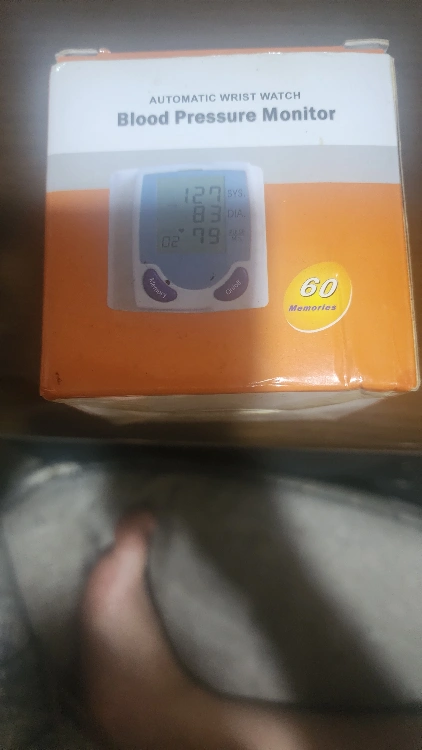 AUTOMATIC WRIST WATCH
Blood Pressure Monitor
127 SYS.
83 DIA.
02 79
60
Memories